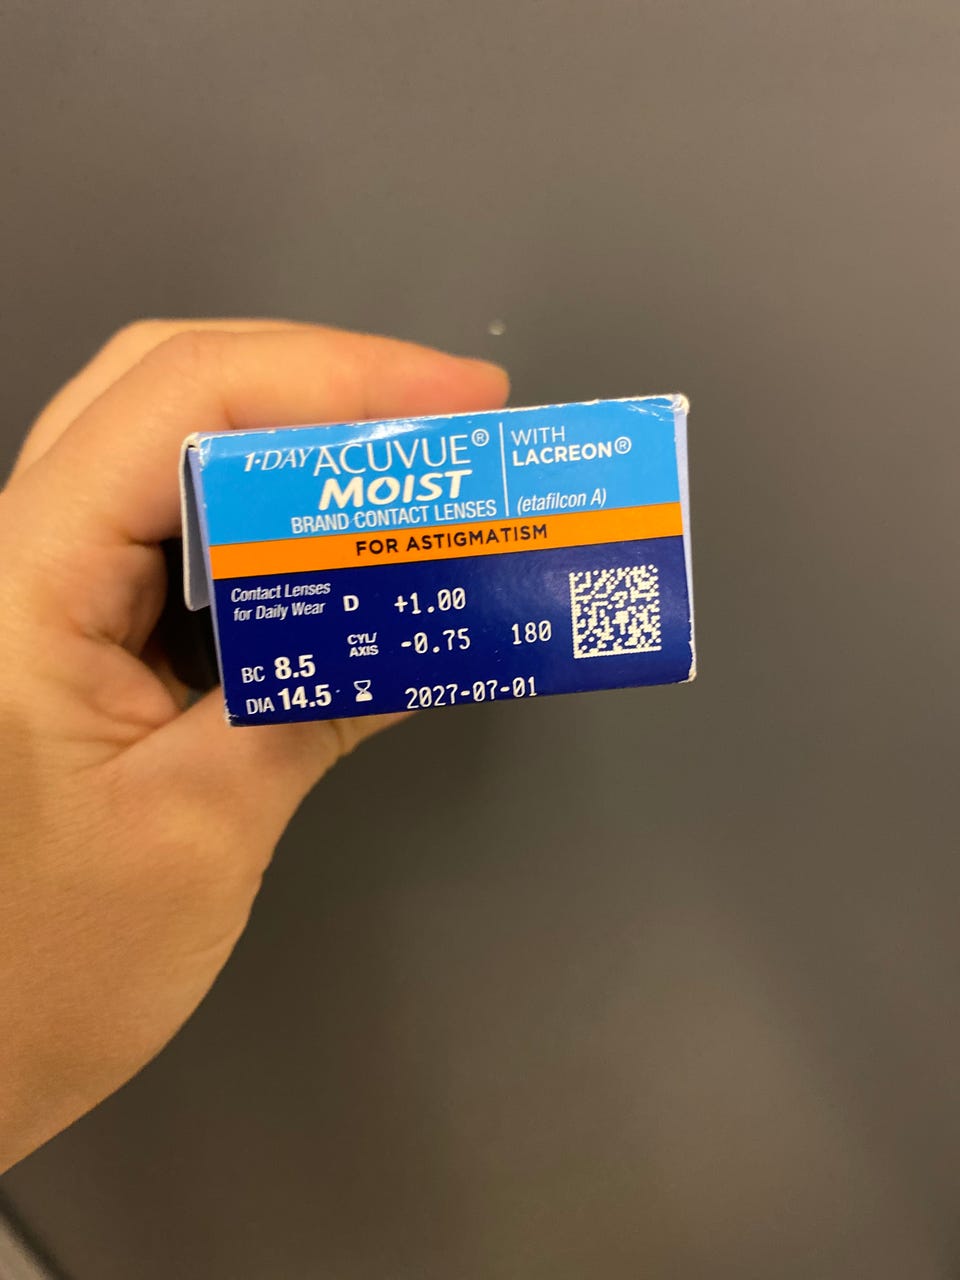 1·DAY ACUVUE®
MOIST
BRAND CONTACT LENSES
WITH
LACREON®
(etafilcon A)
FOR ASTIGMATISM
Contact Lenses
for Daily Wear
D +1.00
CYL/
AXIS -0.75 180
BC 8.5
DIA 14.5
2027-07-01